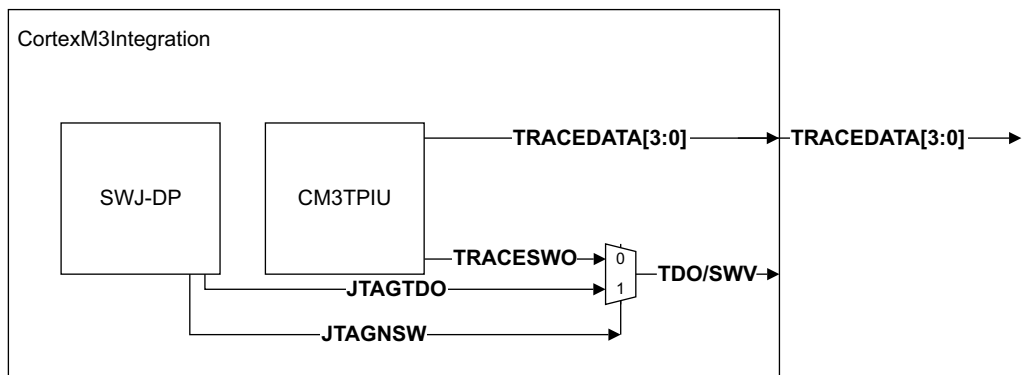 CortexM3Integration
TRACEDATA[3:0]
TRACEDATA[3:0]
SWJ-DP
CM3TPIU
TRACESWO
0
TDO/SWV
JTAGTDO
1
JTAGNSW